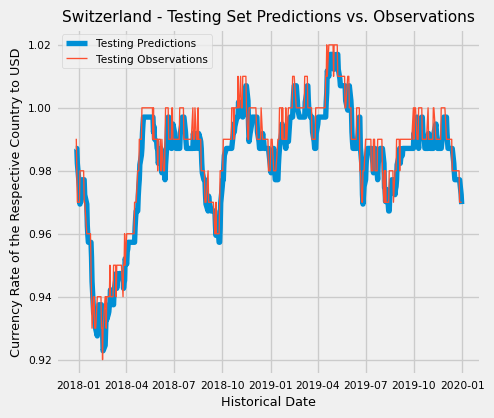 Switzerland - Testing Set Predictions vs. Observations
Testing Predictions
Testing Observations
Currency Rate of the Respective Country to USD
1.02
1.00
0.98
0.96
0.94
0.92
2018-01 2018-04 2018-07 2018-10 2019-01 2019-04 2019-07 2019-10 2020-01
Historical Date